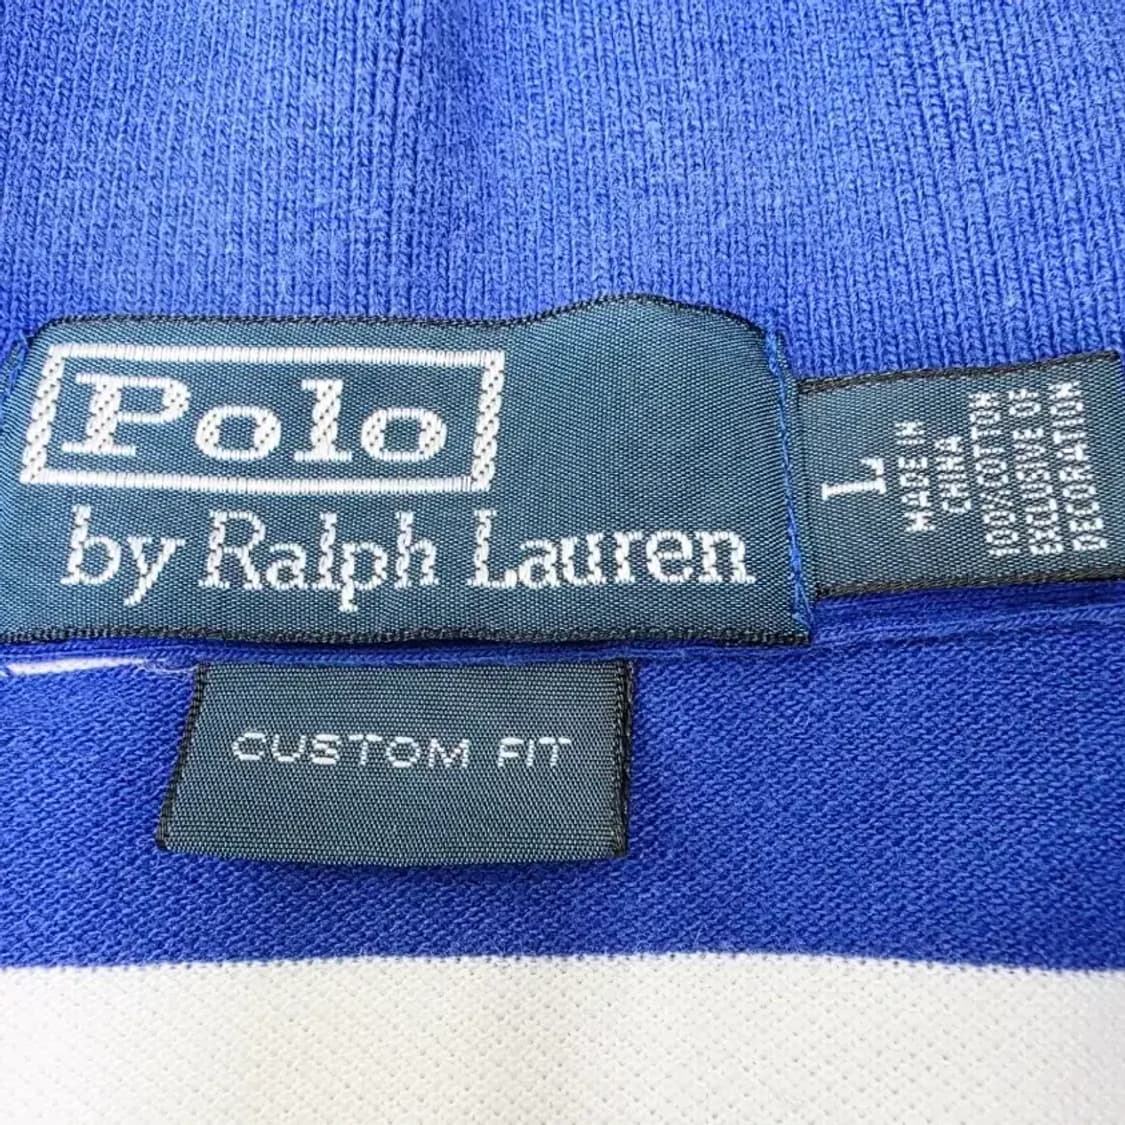 Polo
by Ralph Lauren
L
MADE IN
CHINA
100%COTTON
EXCLUSIVE OF
DECORATION
CUSTOM FIT